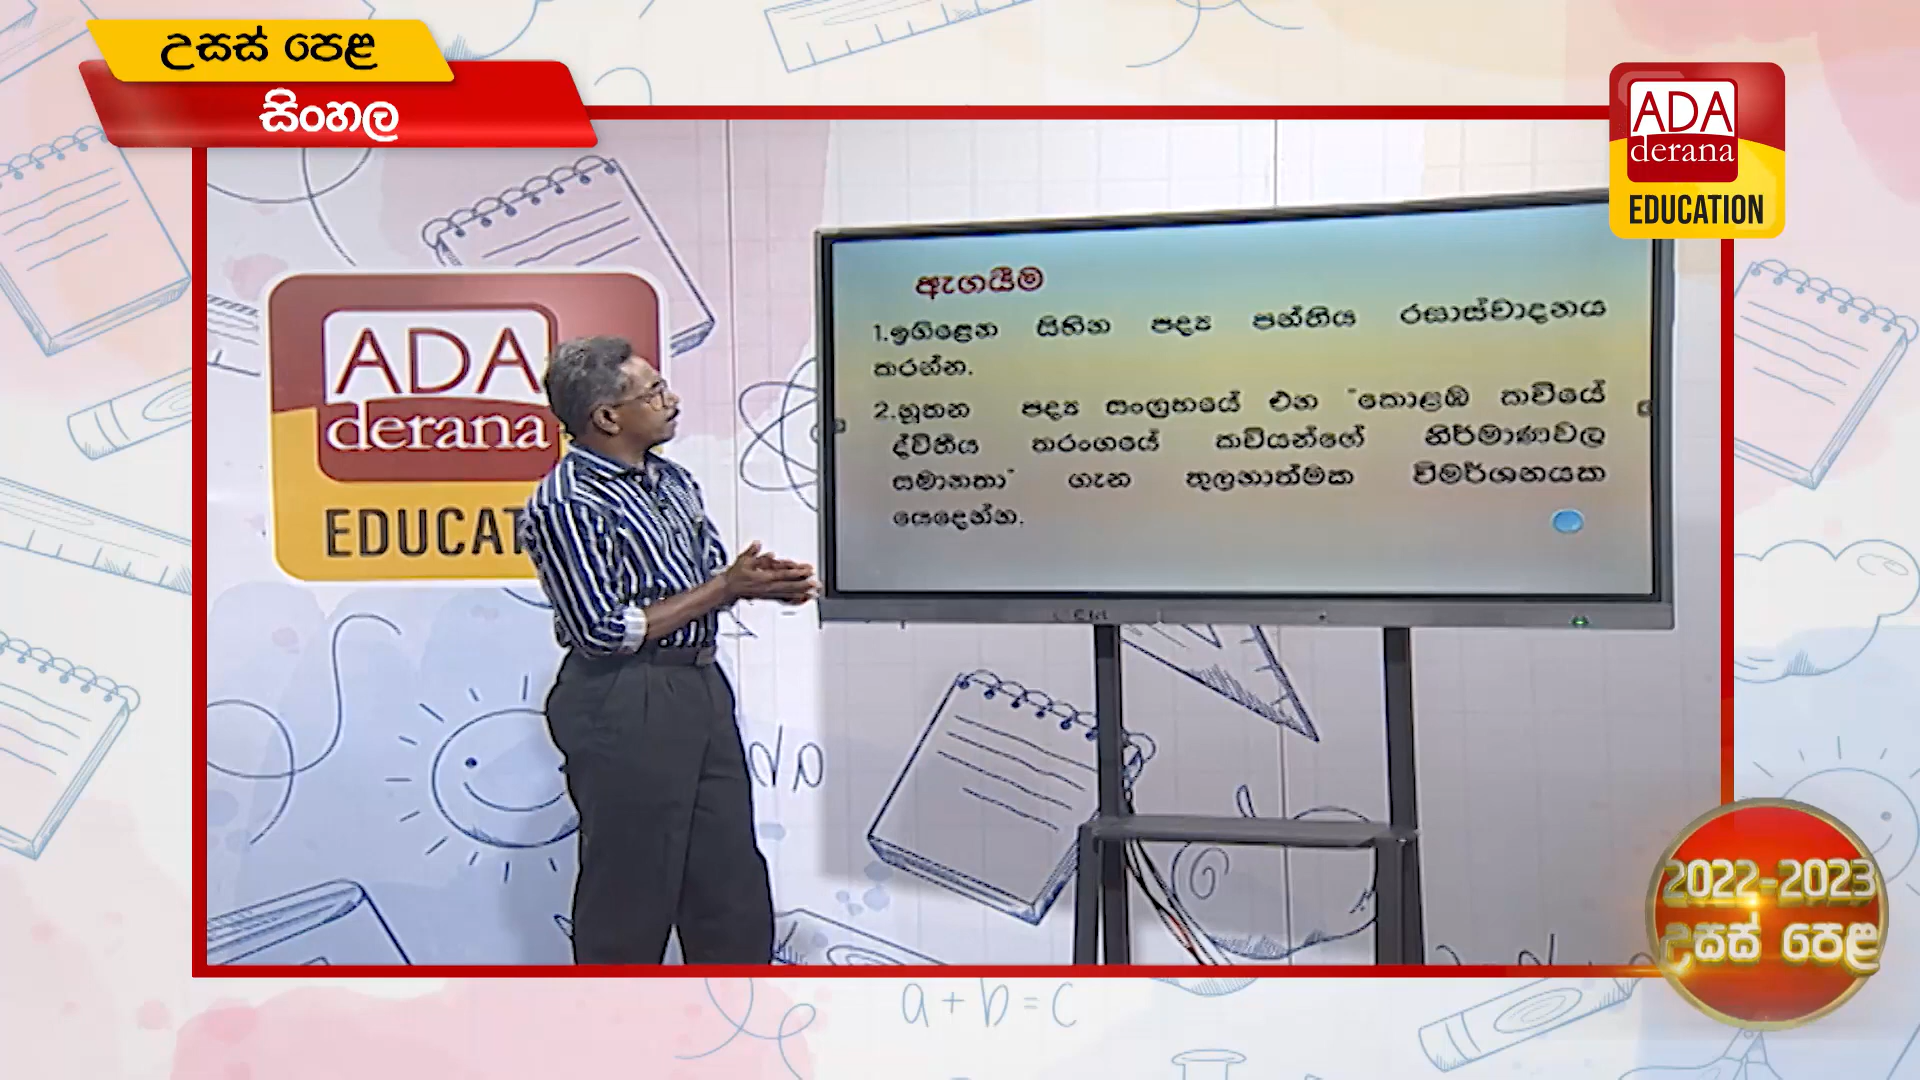 උසස් පෙළ
සිංහල
ADA
derana
EDUCATION
ADA
derana
EDUCAT
ඇගයීම
1.ඉගිළෙන සිහින පද්‍ය පන්තිය රසාස්වාදනය
කරන්න.
2.නූතන පද්‍ය සංග්‍රහයේ එන "කොළඹ කවියේ
ද්විතීය තරංගයේ කවියන්ගේ නිර්මාණවල
සමානතා" ගැන තුලනාත්මක විමර්ශනයක
යෙදෙන්න.
2022-2023
උසස් පෙළ
a + b = c